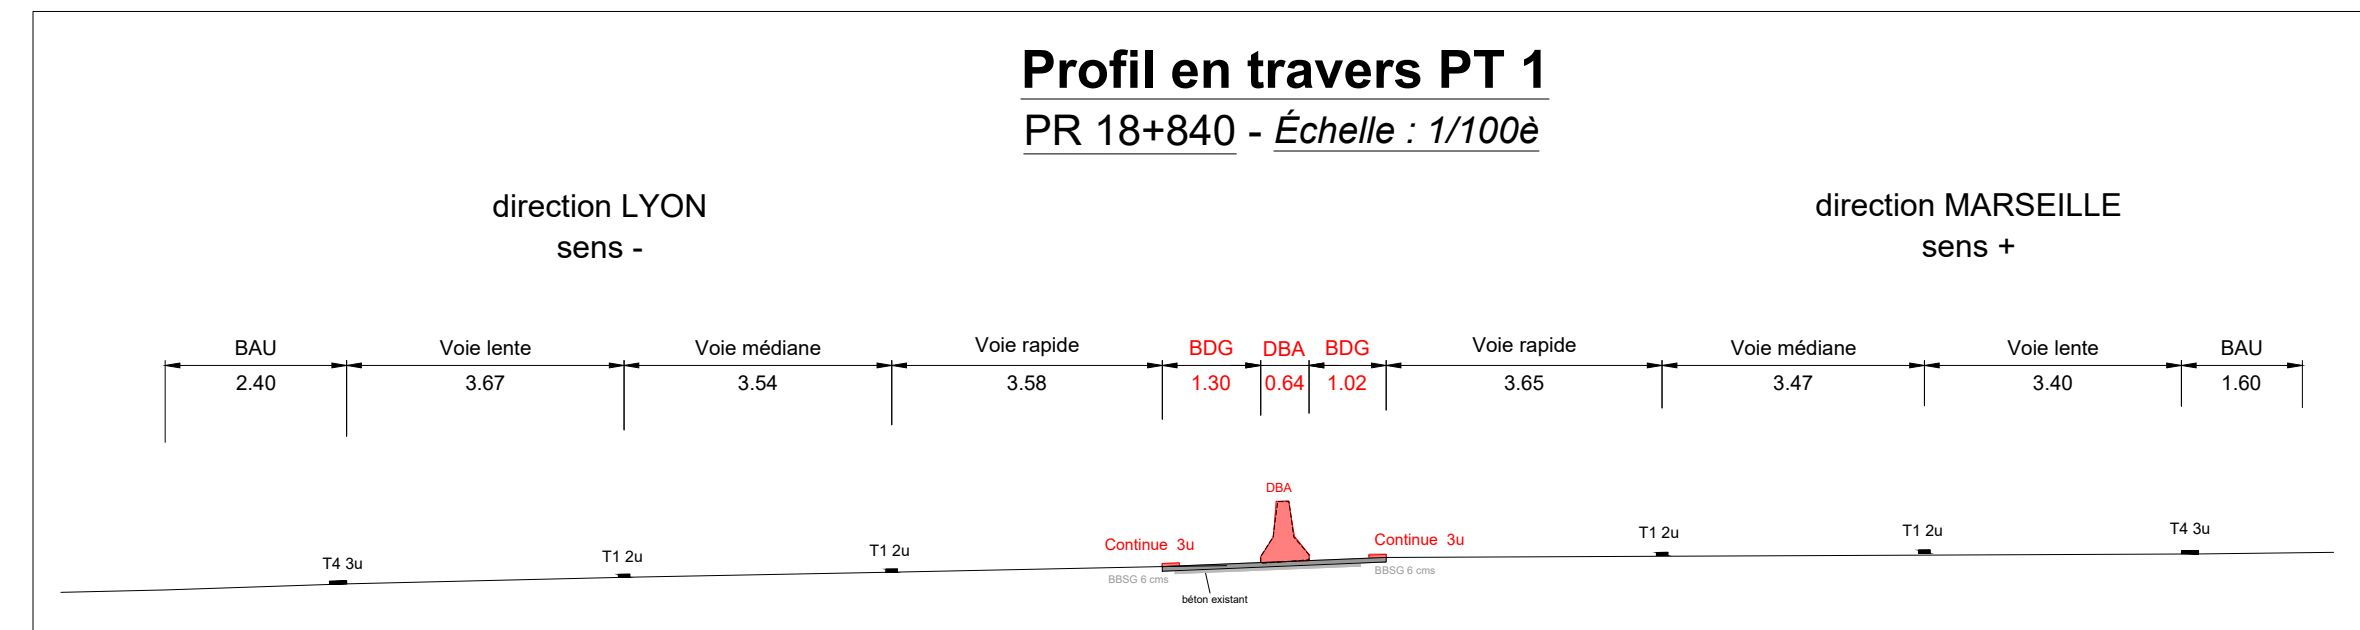 Profil en travers PT 1
PR 18+840 - Échelle : 1/100è
direction LYON
sens -
direction MARSEILLE
sens +
BAU Voie lente Voie médiane Voie rapide BDG DBA BDG Voie rapide Voie médiane Voie lente BAU
2.40 3.67 3.54 3.58 1.30 0.64 1.02 3.65 3.47 3.40 1.60
DBA
T4 3u T1 2u T1 2u Continue 3u Continue 3u T1 2u T1 2u T4 3u
BBSG 6 cms BBSG 6 cms
béton existant